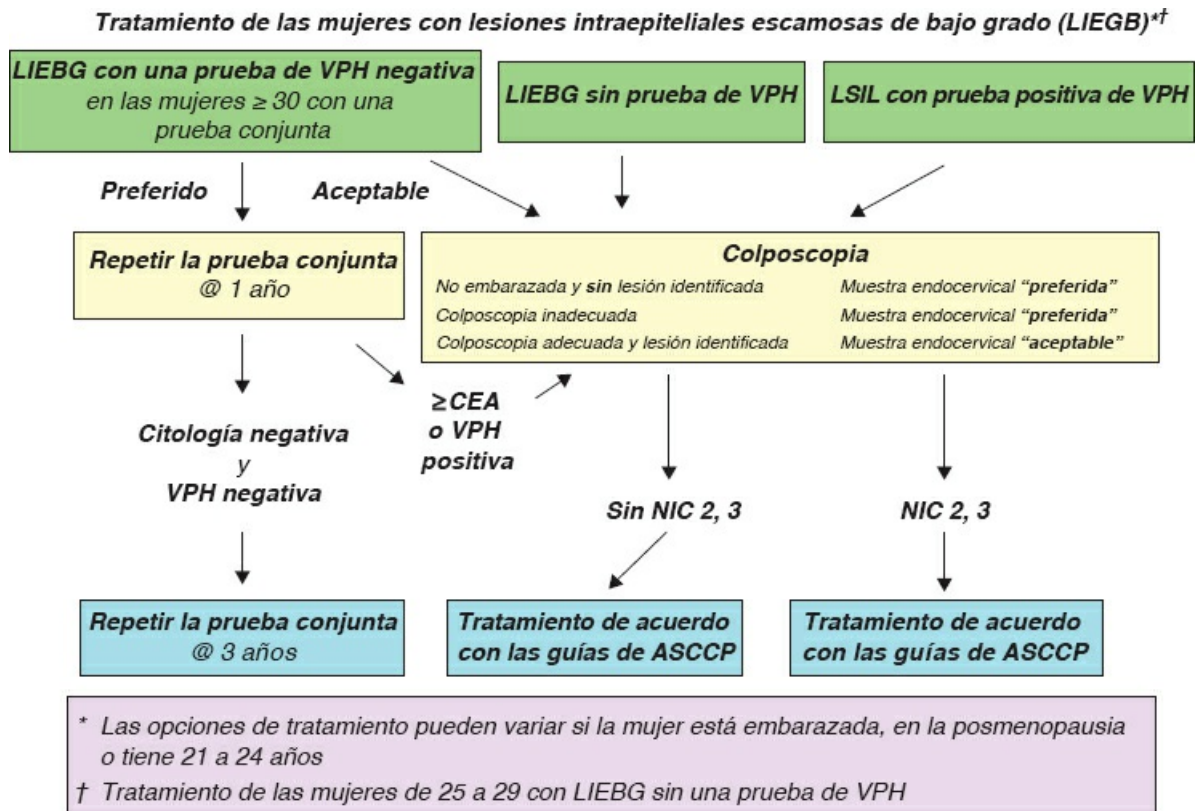 Tratamiento de las mujeres con lesiones intraepiteliales escamosas de bajo grado (LIEGB)*†
LIEBG con una prueba de VPH negativa
en las mujeres ≥ 30 con una
prueba conjunta
LIEBG sin prueba de VPH
LSIL con prueba positiva de VPH
Preferido
Aceptable
Repetir la prueba conjunta
@ 1 año
Colposcopia
No embarazada y sin lesión identificada
Muestra endocervical “preferida”
Colposcopia inadecuada
Muestra endocervical “preferida”
Colposcopia adecuada y lesión identificada
Muestra endocervical “aceptable”
≥CEA
o VPH
positiva
Citología negativa
y
VPH negativa
Sin NIC 2, 3
NIC 2, 3
Repetir la prueba conjunta
@ 3 años
Tratamiento de acuerdo
con las guías de ASCCP
Tratamiento de acuerdo
con las guías de ASCCP
* Las opciones de tratamiento pueden variar si la mujer está embarazada, en la posmenopausia
o tiene 21 a 24 años
† Tratamiento de las mujeres de 25 a 29 con LIEBG sin una prueba de VPH